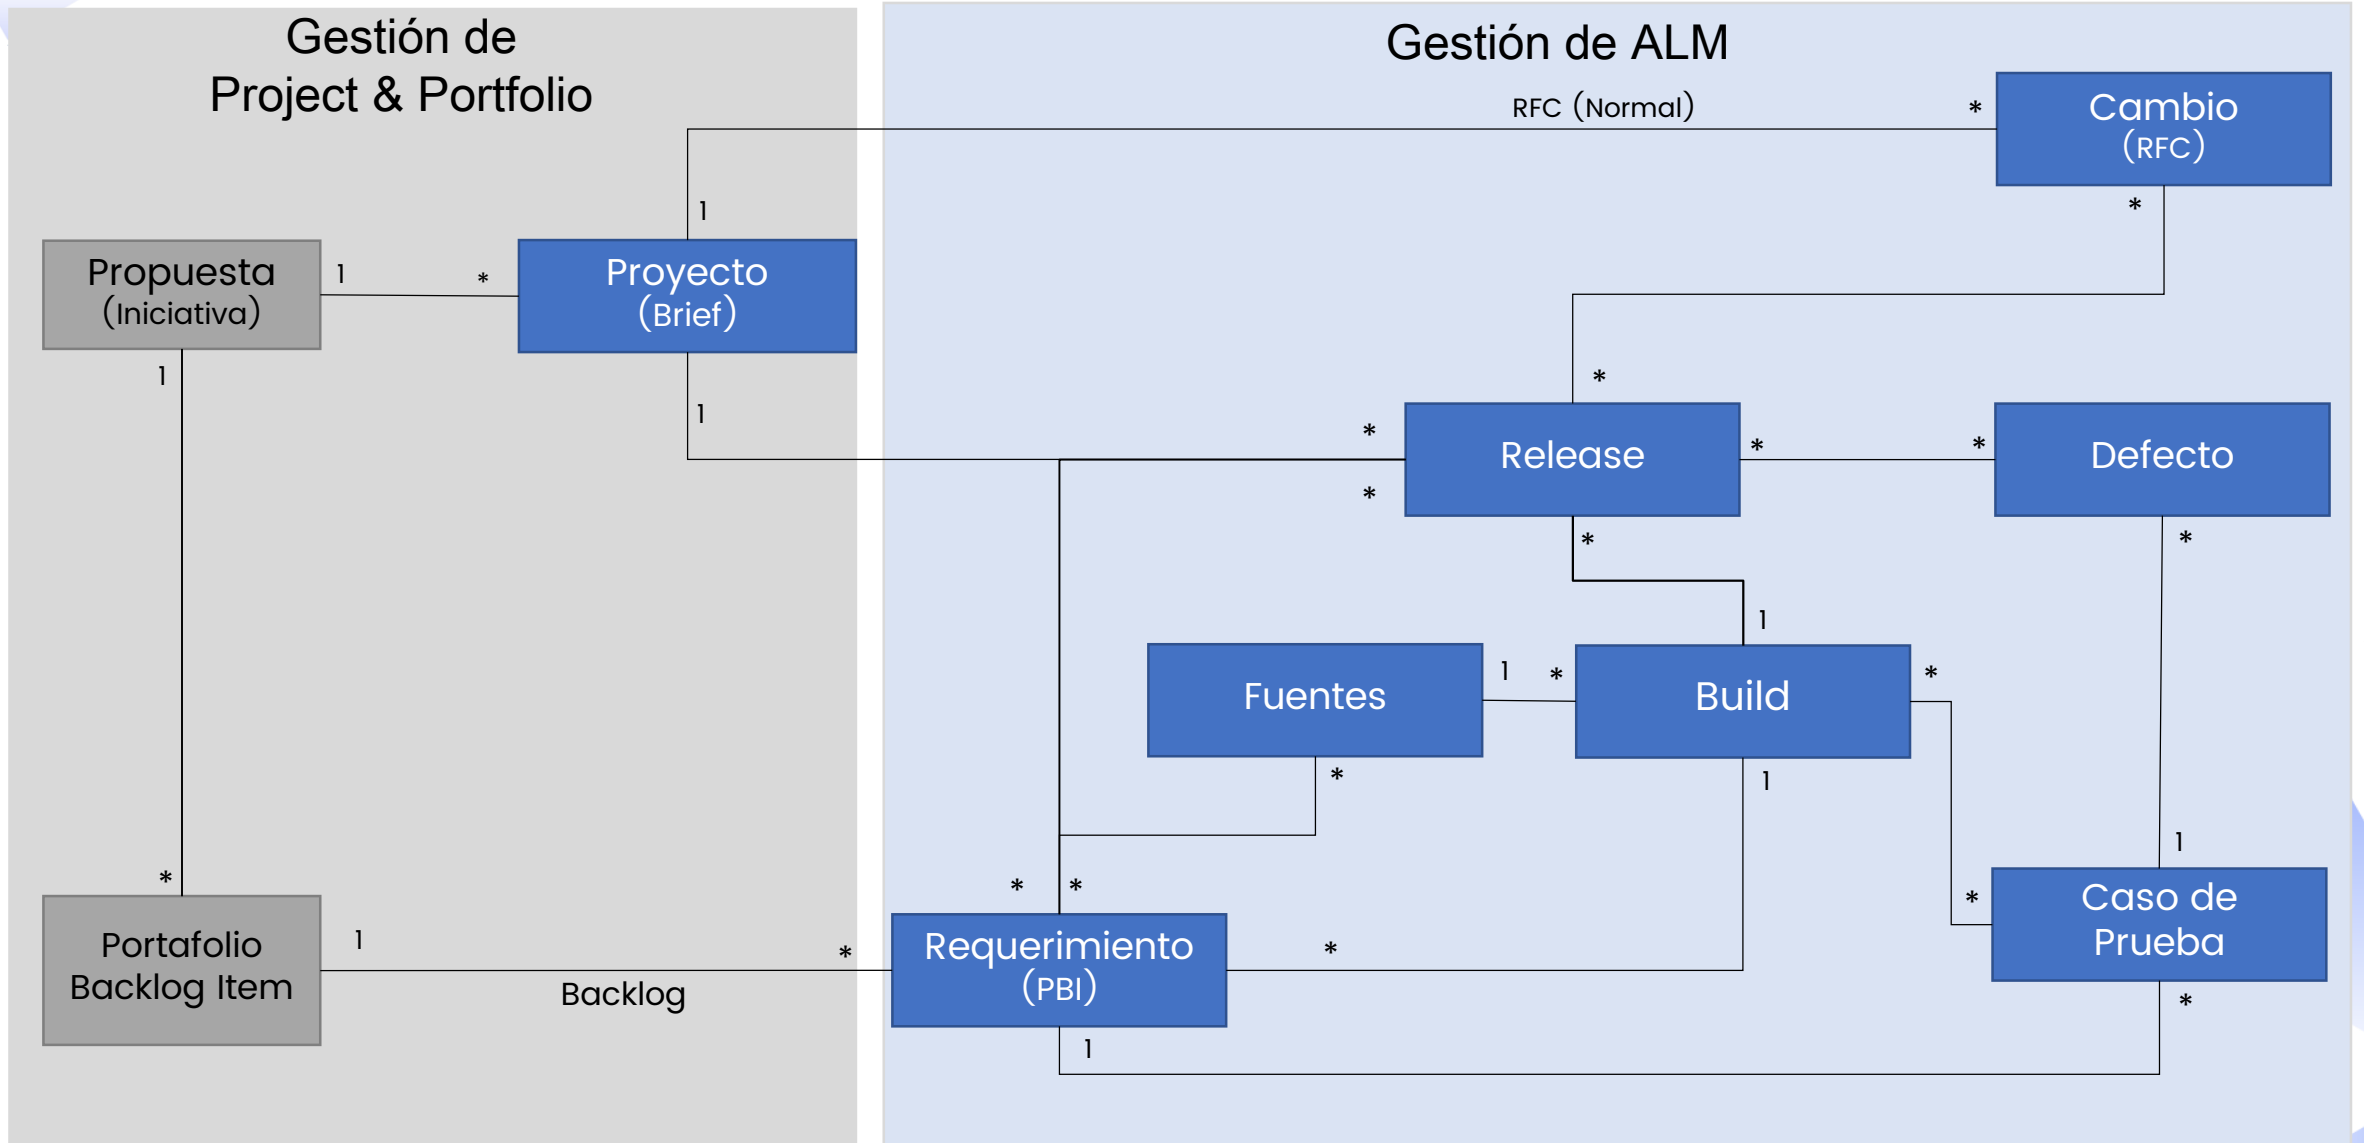 Gestión de
Project & Portfolio
Gestión de ALM
RFC (Normal)
*
Cambio
(RFC)
*
1
Propuesta
(Iniciativa)
1
*
Proyecto
(Brief)
1
1
*
*
*
Release
*
*
Defecto
*
*
1
Fuentes
1
*
Build
*
*
1
1
*
*
*
*
Caso de
Prueba
Portafolio
Backlog Item
1
Backlog
*
Requerimiento
(PBI)
*
*
1